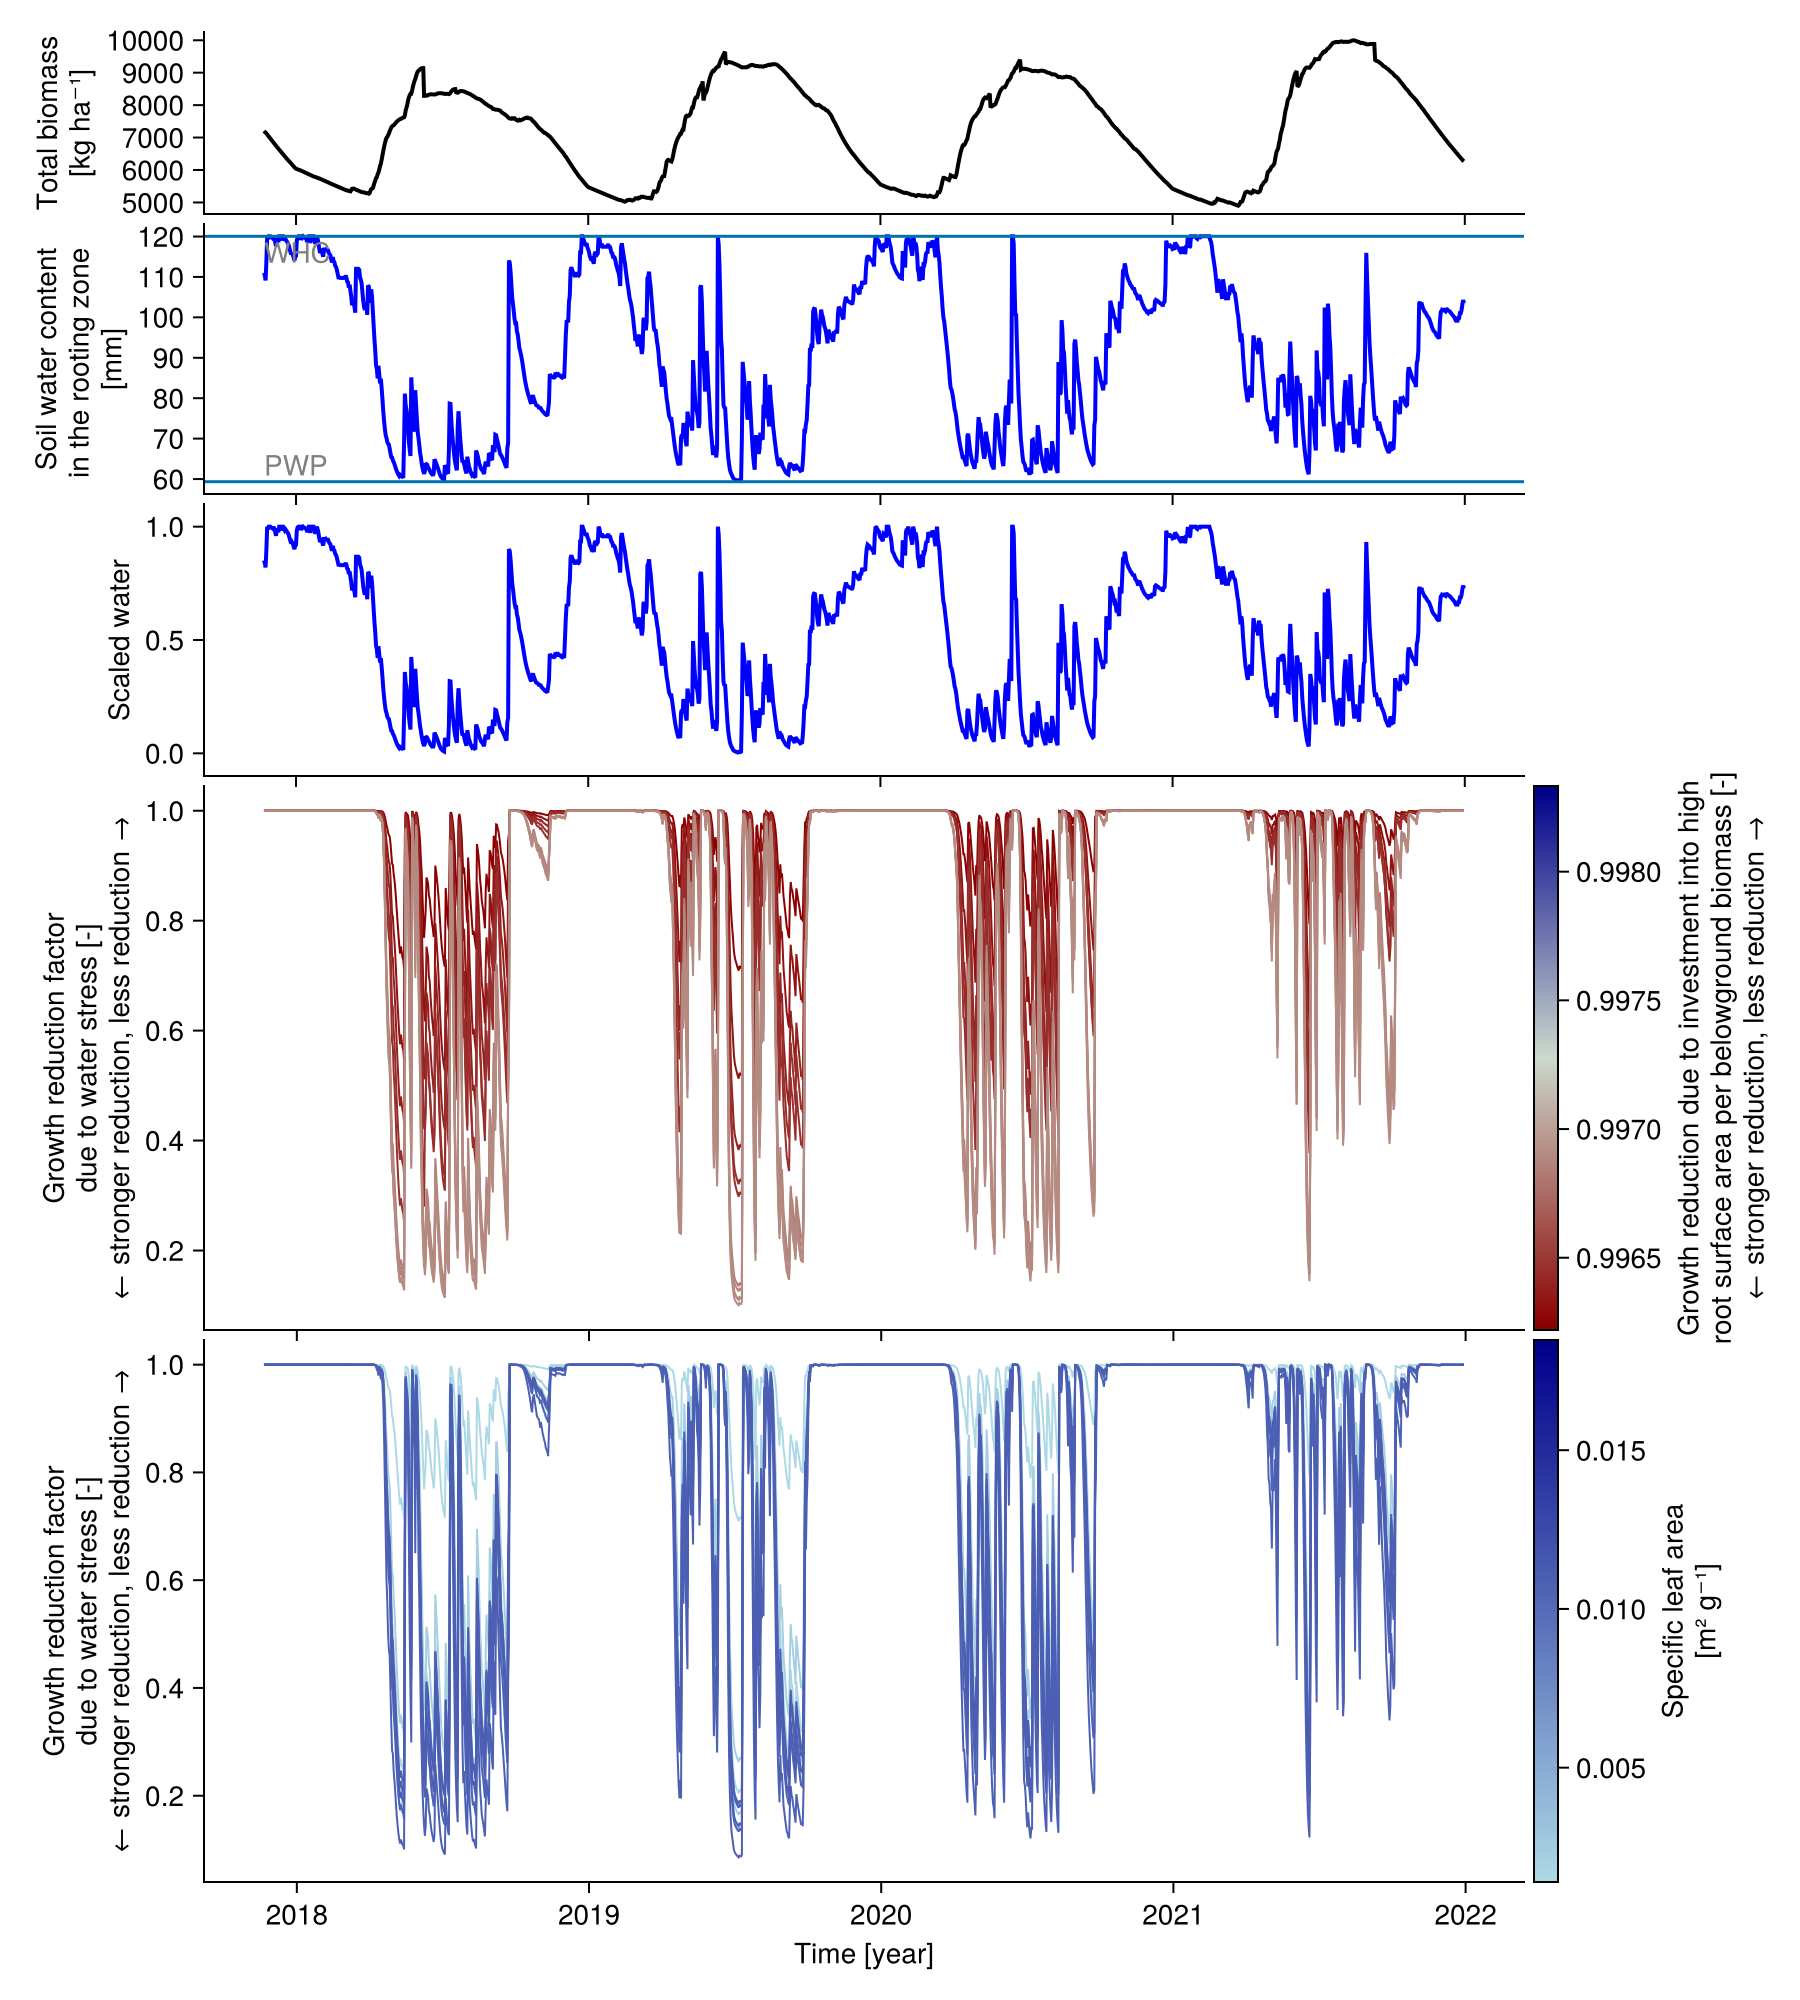 Total biomass
[kg ha⁻¹]
10000
9000
8000
7000
6000
5000
Soil water content
in the rooting zone
[mm]
120
110
100
90
80
70
60
WHC
PWP
Scaled water
1.0
0.5
0.0
Growth reduction factor
due to water stress [-]
← stronger reduction, less reduction →
1.0
0.8
0.6
0.4
0.2
0.9980
0.9975
0.9970
0.9965
Growth reduction due to investment into high
root surface area per belowground biomass [-]
← stronger reduction, less reduction →
Growth reduction factor
due to water stress [-]
← stronger reduction, less reduction →
1.0
0.8
0.6
0.4
0.2
0.015
0.010
0.005
Specific leaf area
[m² g⁻¹]
2018
2019
2020
2021
2022
Time [year]